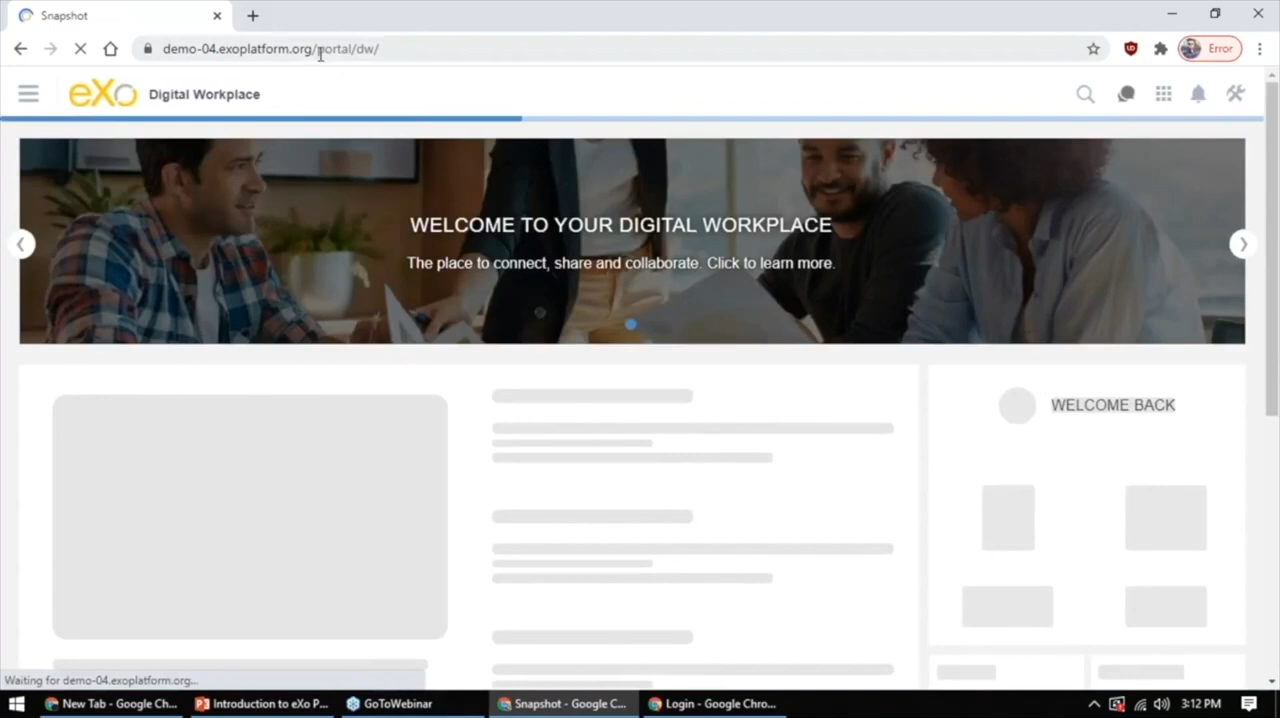 Snapshot
demo-04.exoplatform.org/portal/dw/
Error
eXo Digital Workplace
WELCOME TO YOUR DIGITAL WORKPLACE
The place to connect, share and collaborate. Click to learn more.
WELCOME BACK
Waiting for demo-04.exoplatform.org...
New Tab - Google Ch...
Introduction to eXo P...
GoToWebinar
Snapshot - Google C...
Login - Google Chro...
3:12 PM